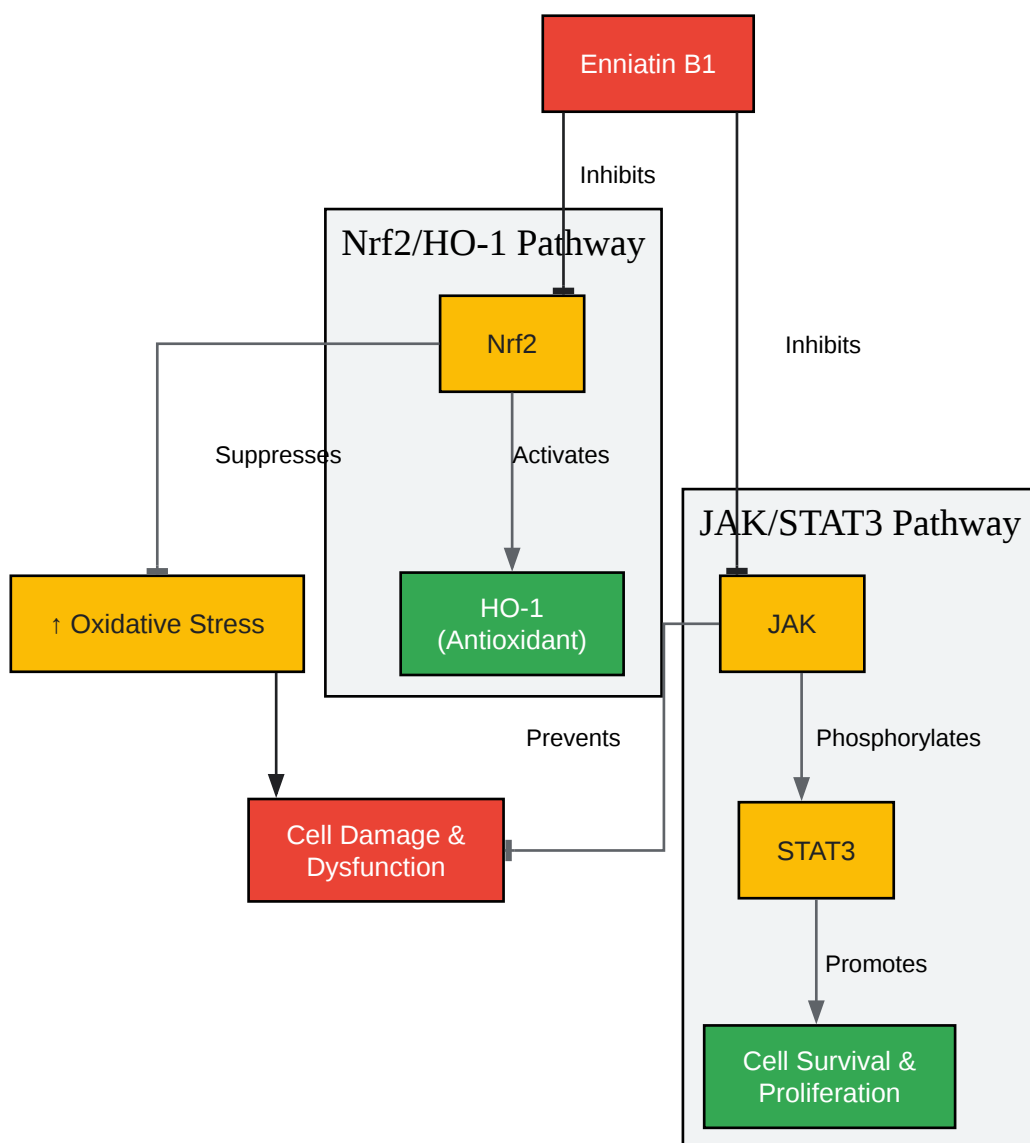 Enniatin B1
Inhibits
Nrf2/HO-1 Pathway
Nrf2
Inhibits
Suppresses
Activates
JAK/STAT3 Pathway
↑ Oxidative Stress
HO-1
(Antioxidant)
JAK
Prevents
Phosphorylates
Cell Damage &
Dysfunction
STAT3
Promotes
Cell Survival &
Proliferation